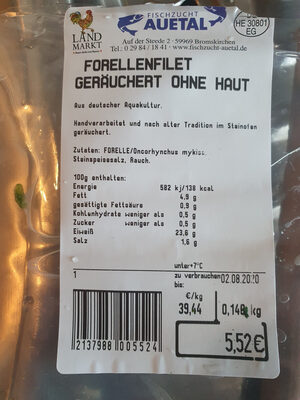 LAND
MARKT
FISCHZUCHT
AUETAL
HE 30801
EG
Auf der Steede 2 · 59969 Bromskirchen
Tel.: 0 29 84 / 18 41 · www.fischzucht-auetal.de
FORELLENFILET
GERÄUCHERT OHNE HAUT
Aus deutscher Aquakultur.
Handverarbeitet und nach alter Tradition im Steinofen
geräuchert.
Zutaten: FORELLE/Oncorhynchus mykiss,
Steinspeisesalz, Rauch.
100g enthalten:
Energie 582 kj/138 kcal
Fett 4,9 g
gesättigte Fettsäure 0,9 g
Kohlenhydrate weniger als 0,5 g
Zucker weniger als 0,5 g
Eiweiß 23,6 g
Salz 1,6 g
unter+7°C
1 zu verbrauchen 02.08.2020
bis:
€/kg
39,44 0,140 kg
5,52€
2137988 005524